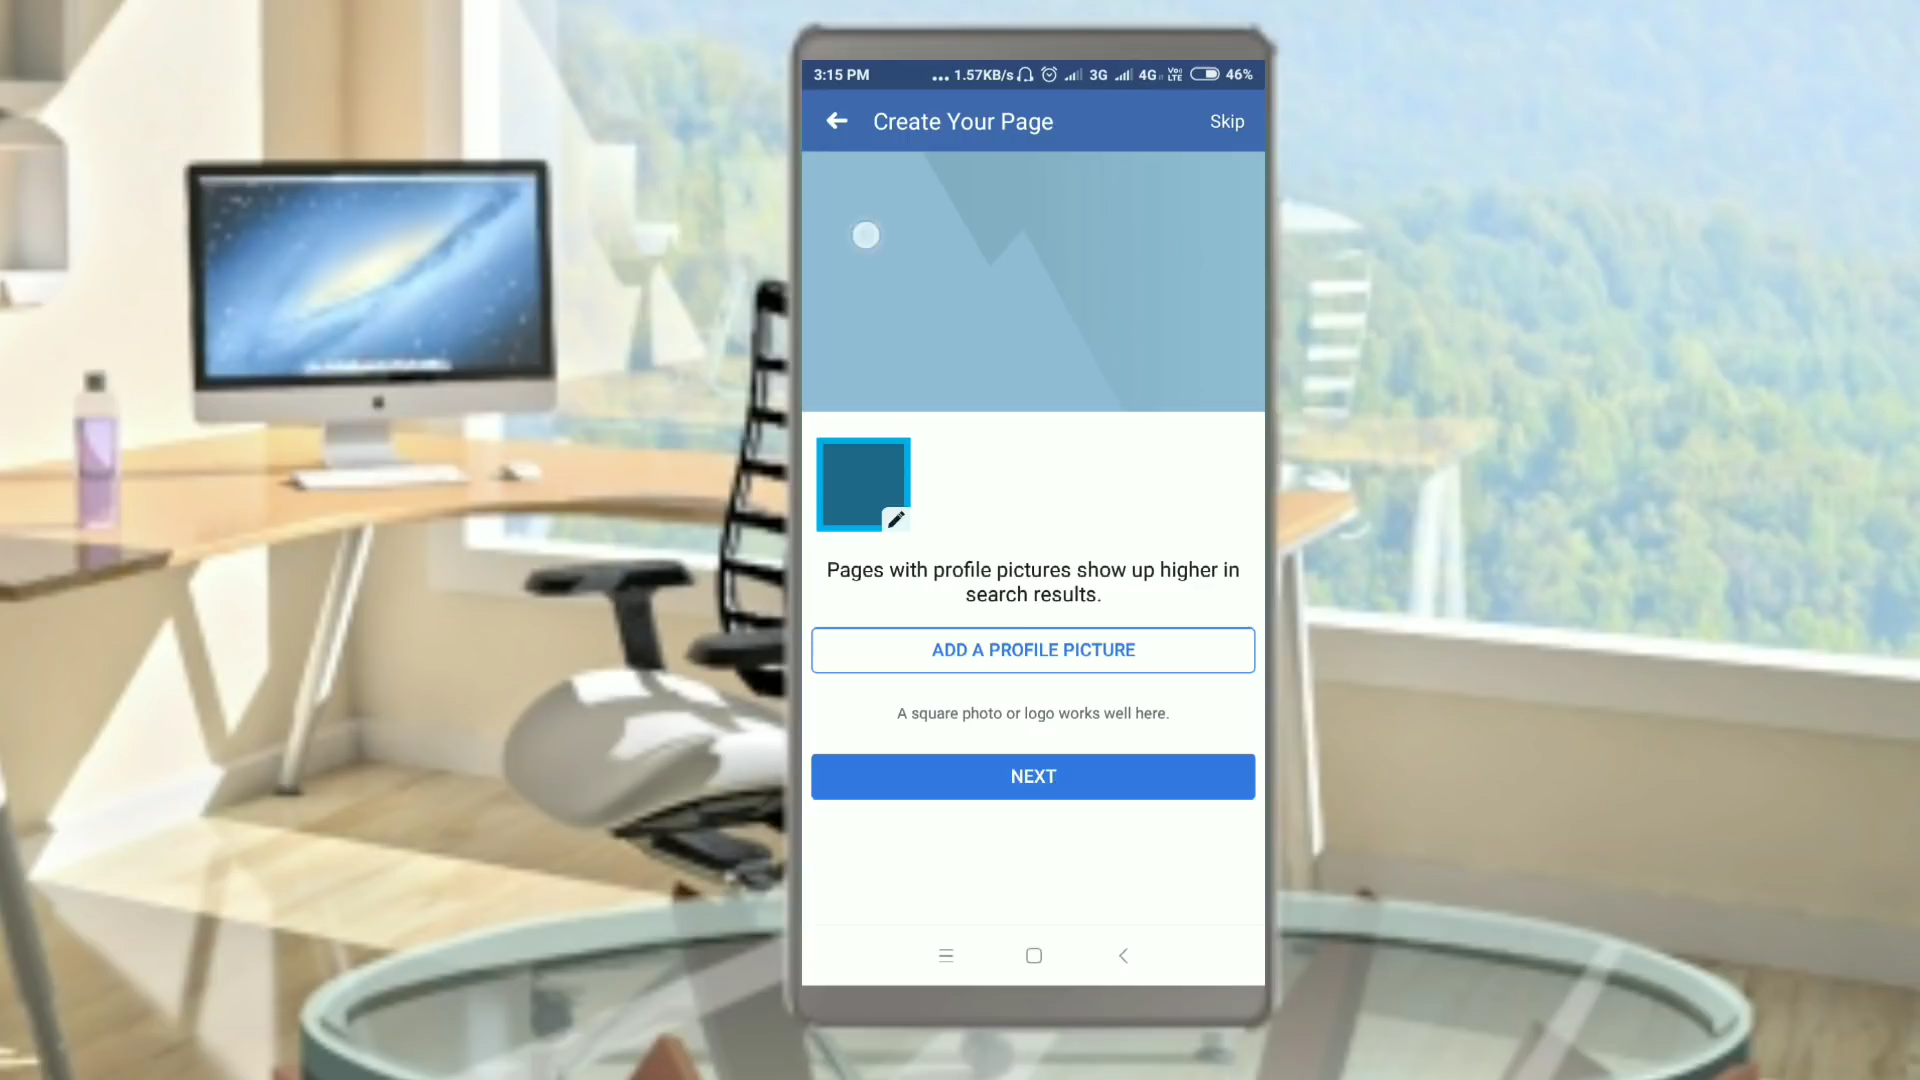 3:15 PM ... 1.57KB/s 3G 4G VoLTE 46%
Create Your Page Skip
Pages with profile pictures show up higher in
search results.
ADD A PROFILE PICTURE
A square photo or logo works well here.
NEXT